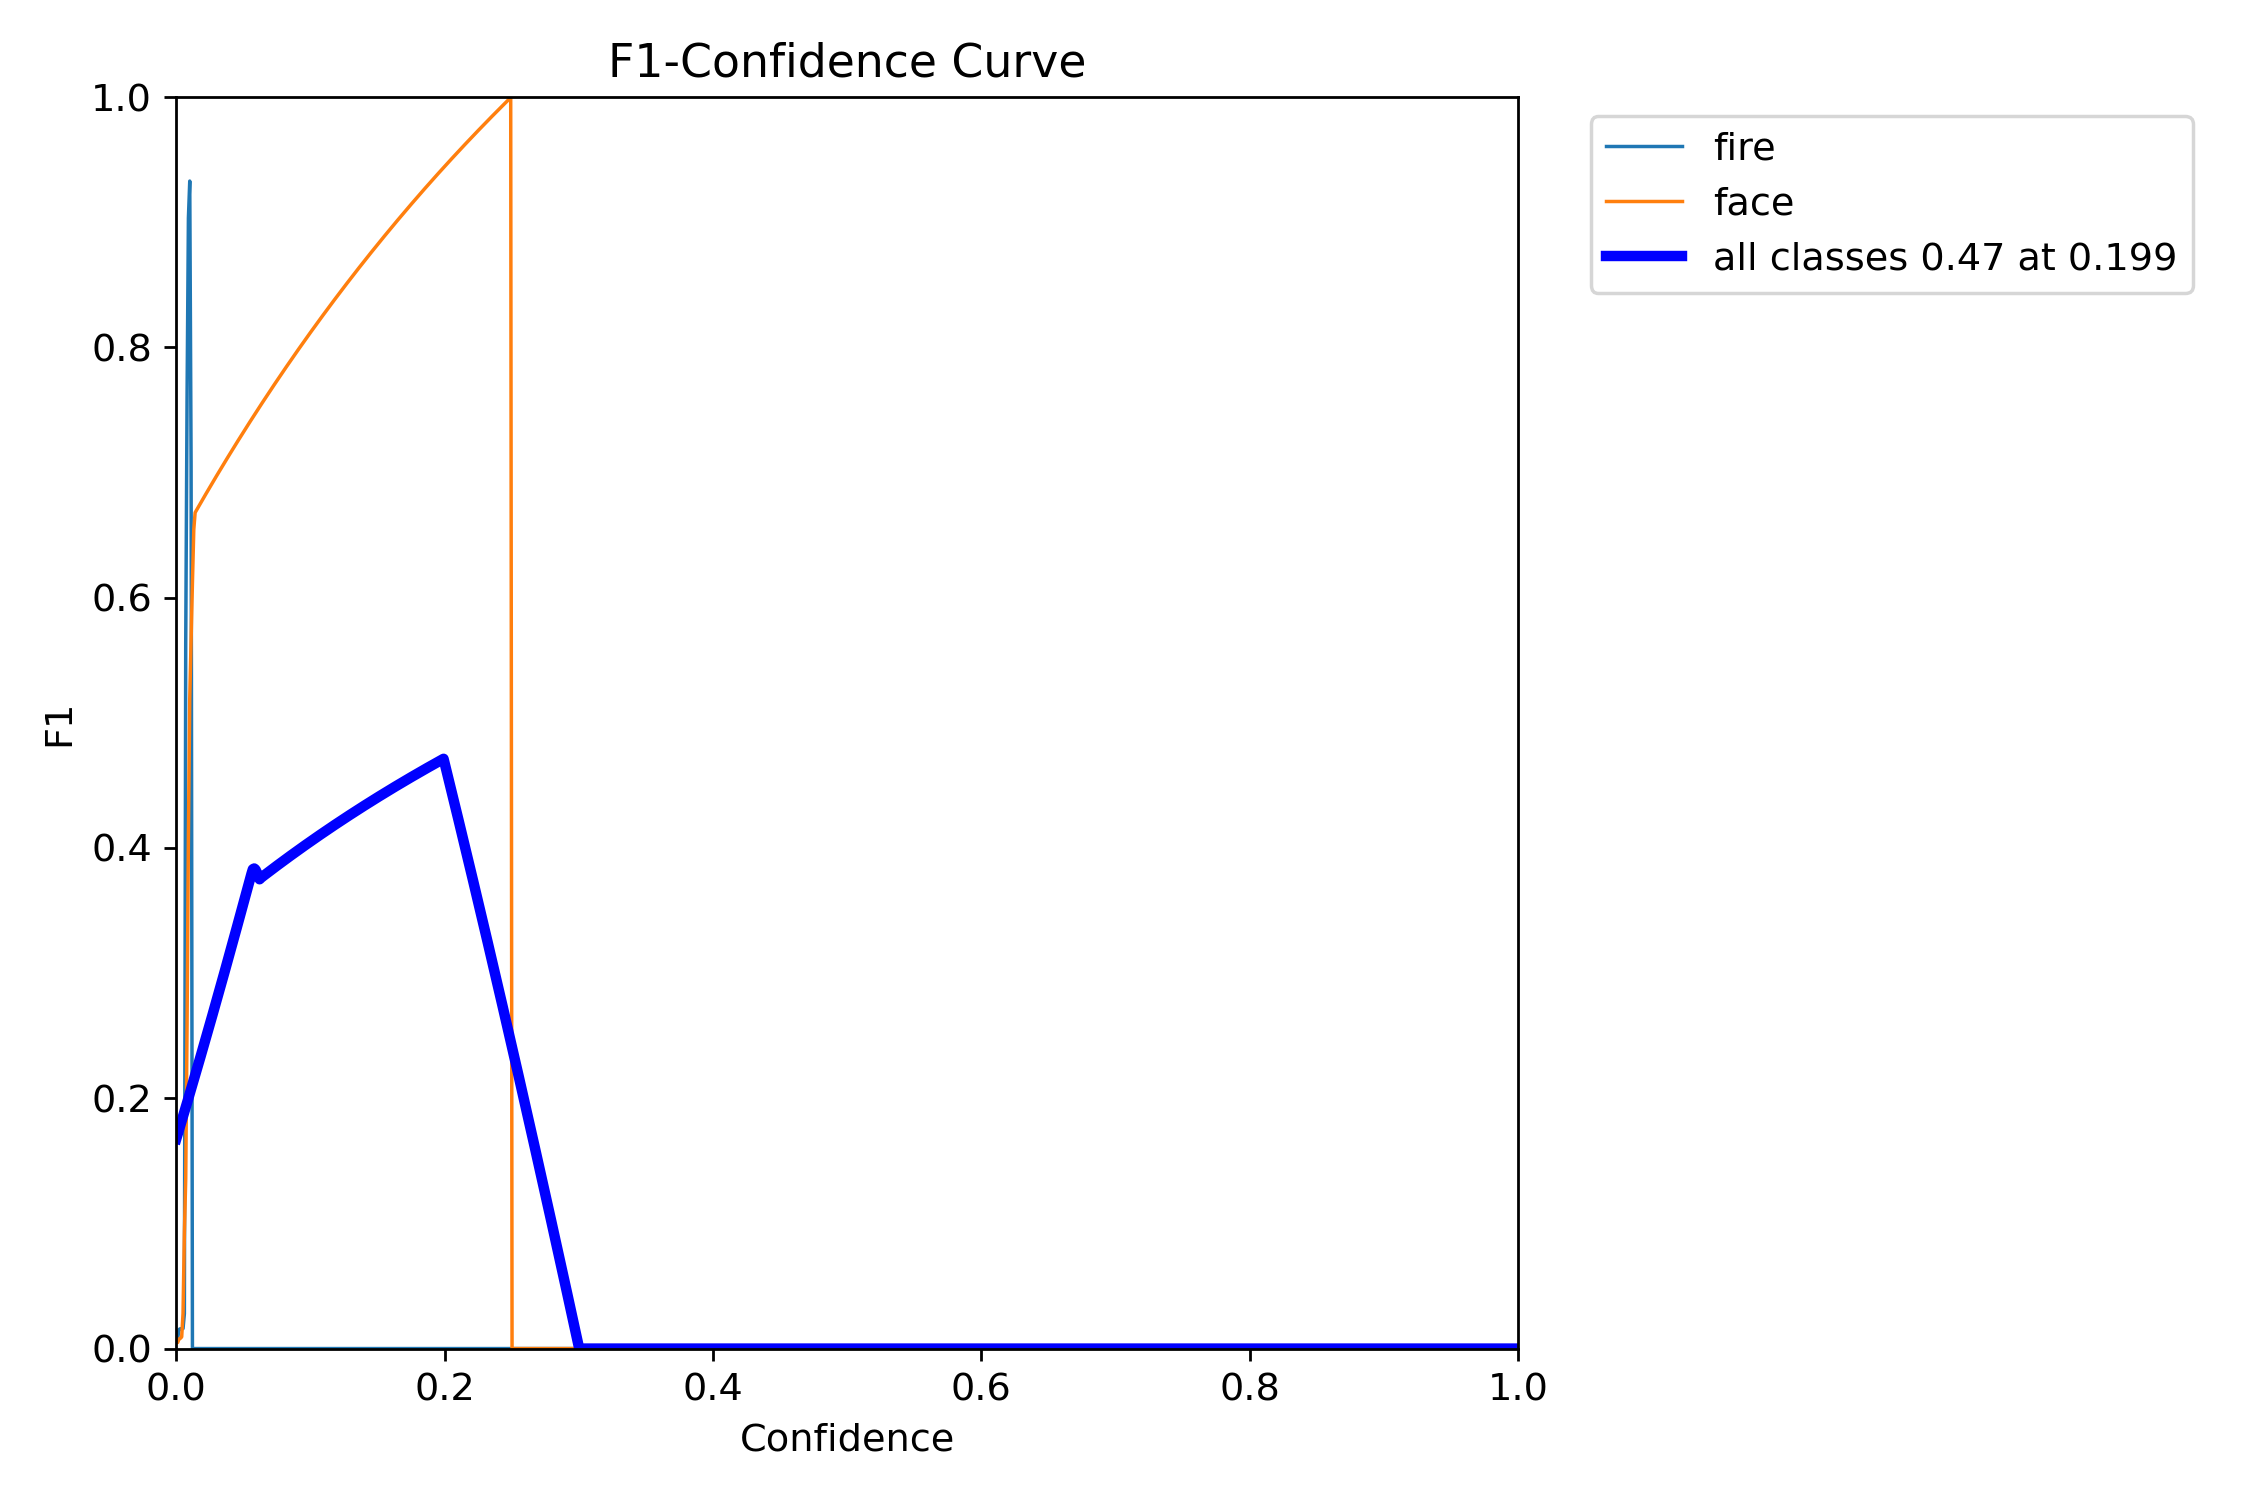 F1-Confidence Curve
1.0
0.8
0.6
0.4
0.2
0.0
F1
0.0 0.2 0.4 0.6 0.8 1.0
Confidence
fire
face
all classes 0.47 at 0.199